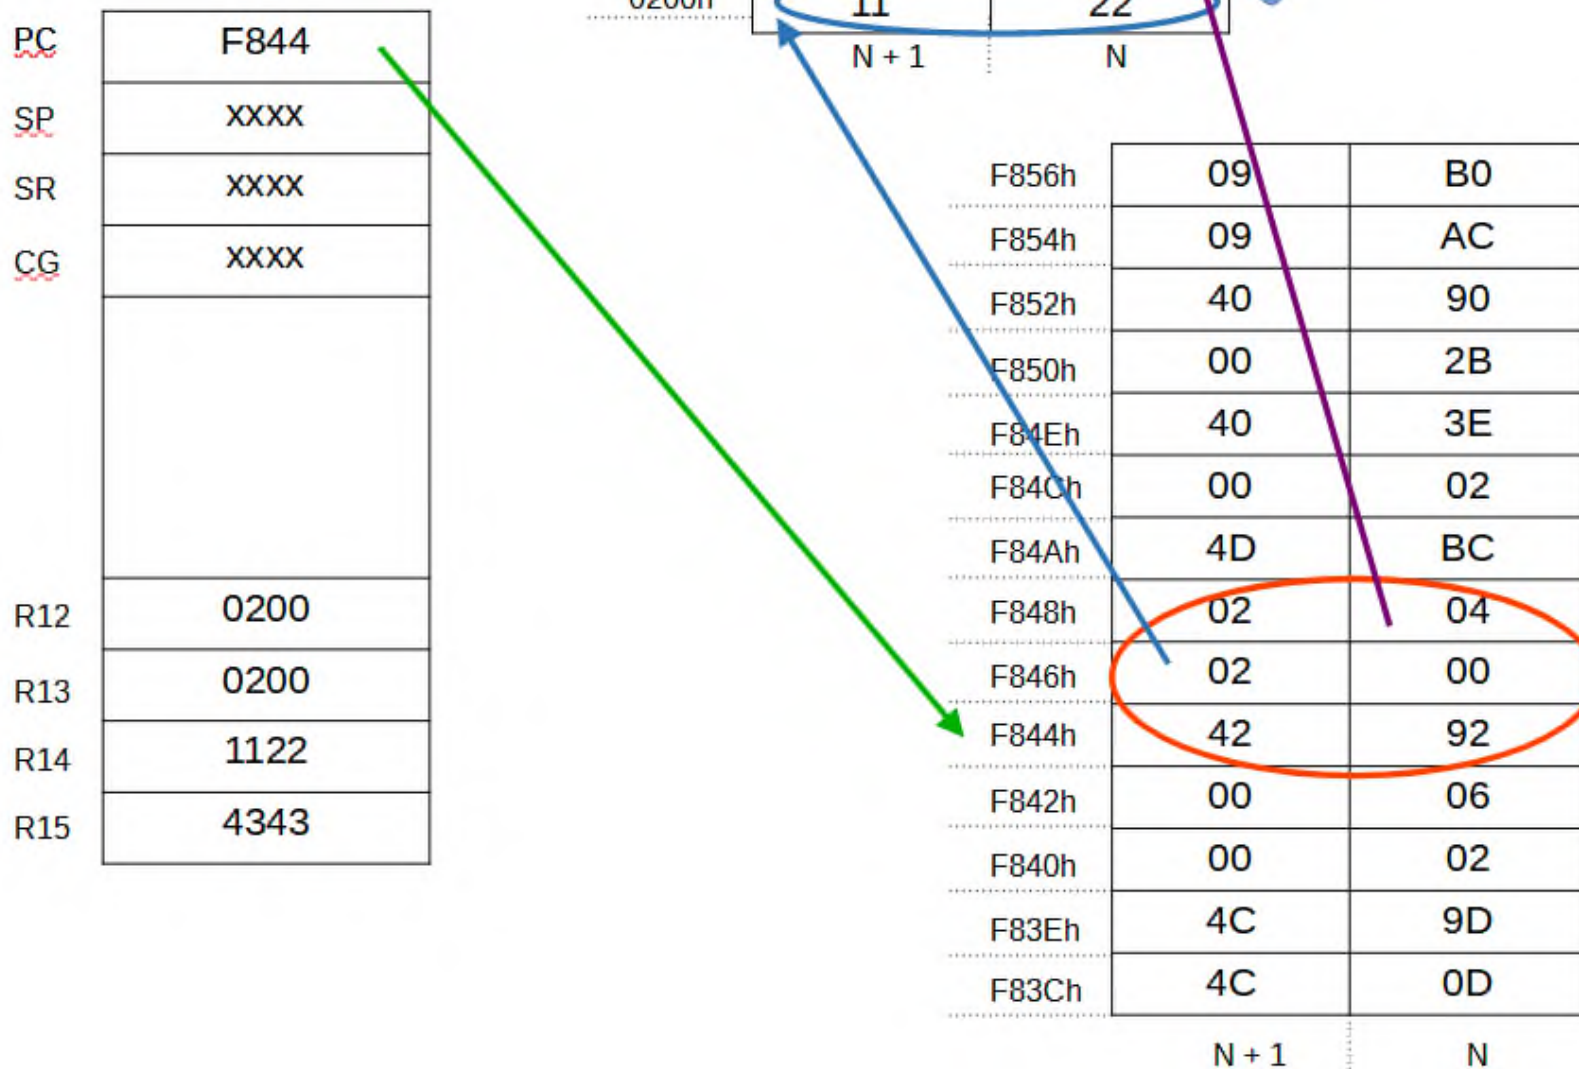 0200h 11 22
N + 1 N
PC F844
SP xxxx
SR xxxx
CG xxxx
R12 0200
R13 0200
R14 1122
R15 4343
F856h 09 B0
F854h 09 AC
F852h 40 90
F850h 00 2B
F84Eh 40 3E
F84Ch 00 02
F84Ah 4D BC
F848h 02 04
F846h 02 00
F844h 42 92
F842h 00 06
F840h 00 02
F83Eh 4C 9D
F83Ch 4C 0D
N + 1 N